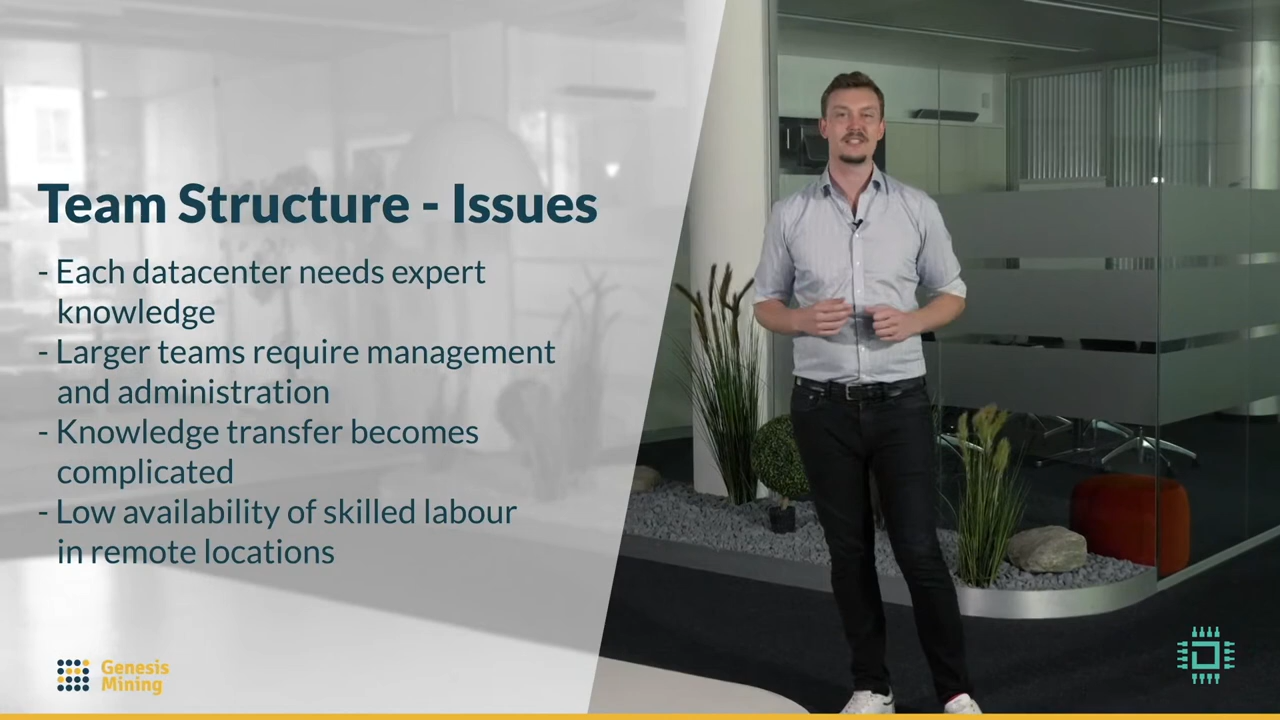 Team Structure - Issues
- Each datacenter needs expert
knowledge
- Larger teams require management
and administration
- Knowledge transfer becomes
complicated
- Low availability of skilled labour
in remote locations
Genesis
Mining